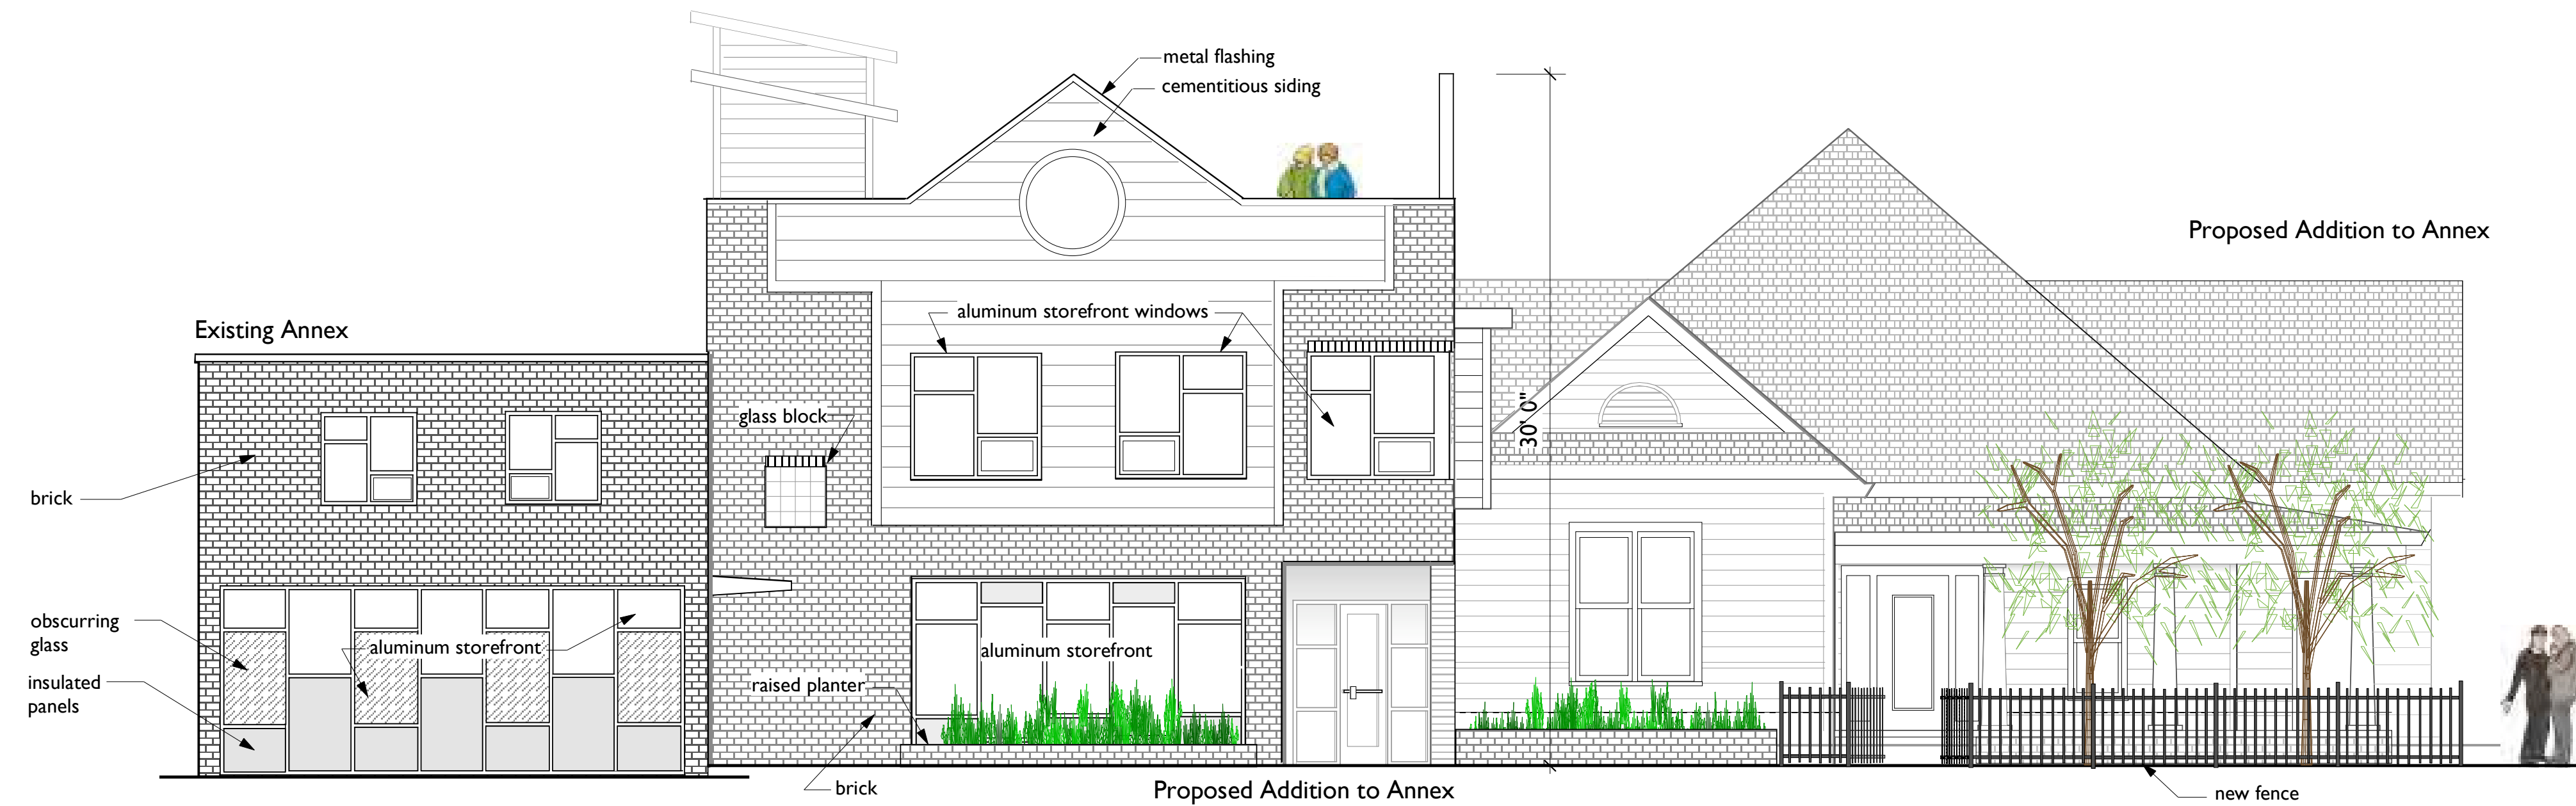 metal flashing
cementitious siding
Proposed Addition to Annex
Existing Annex
aluminum storefront windows
glass block
30' 0"
brick
obscurring
glass
aluminum storefront
insulated
panels
aluminum storefront
raised planter
brick
Proposed Addition to Annex
new fence